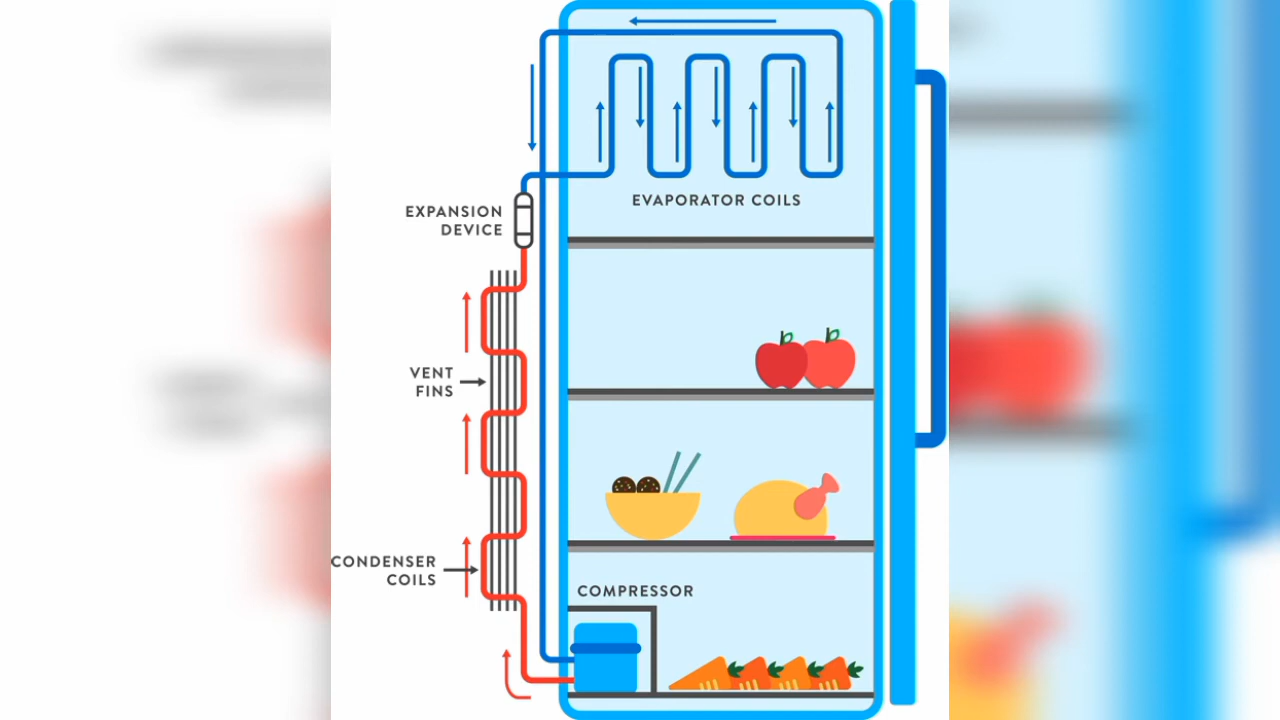 EVAPORATOR COILS
EXPANSION
DEVICE
VENT
FINS
CONDENSER
COILS
COMPRESSOR